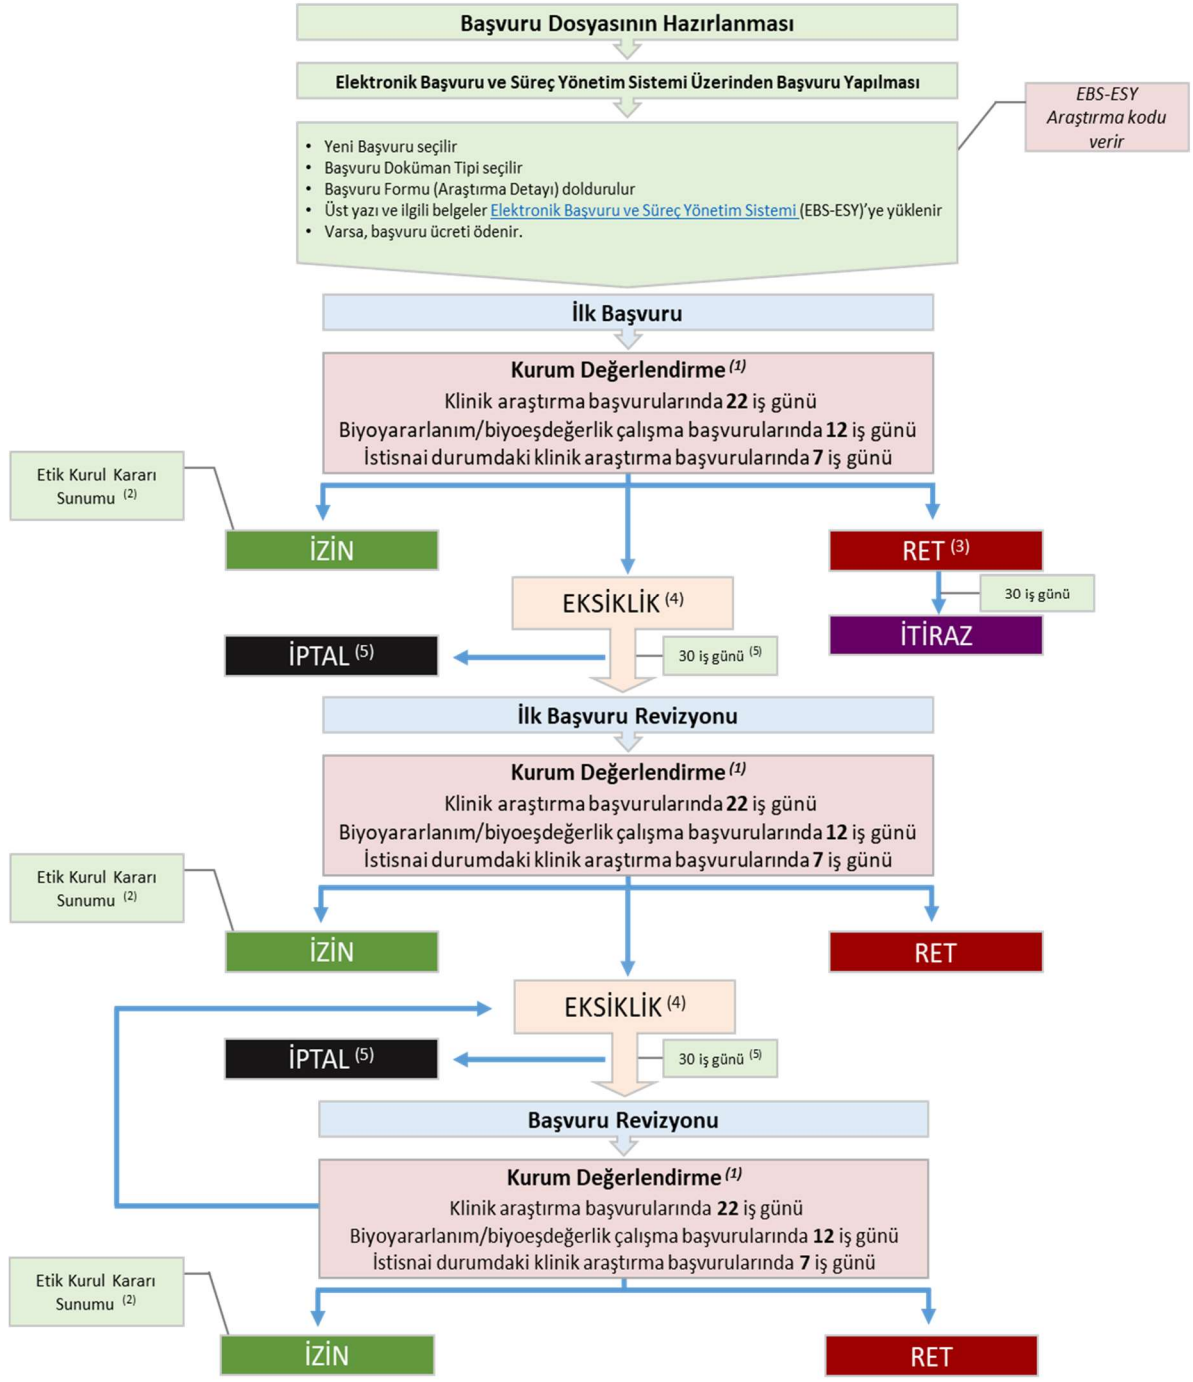 Başvuru Dosyasının Hazırlanması
Elektronik Başvuru ve Süreç Yönetim Sistemi Üzerinden Başvuru Yapılması
EBS-ESY
Araştırma kodu
verir
• Yeni Başvuru seçilir
• Başvuru Doküman Tipi seçilir
• Başvuru Formu (Araştırma Detayı) doldurulur
• Üst yazı ve ilgili belgeler Elektronik Başvuru ve Süreç Yönetim Sistemi (EBS-ESY)'ye yüklenir
• Varsa, başvuru ücreti ödenir.
İlk Başvuru
Kurum Değerlendirme (1)
Klinik araştırma başvurularında 22 iş günü
Biyoyararlanım/biyoeşdeğerlik çalışma başvurularında 12 iş günü
İstisnai durumdaki klinik araştırma başvurularında 7 iş günü
Etik Kurul Kararı
Sunumu (2)
İZİN
RET (3)
EKSİKLİK (4)
30 iş günü
İTİRAZ
İPTAL (5)
30 iş günü (5)
İlk Başvuru Revizyonu
Kurum Değerlendirme (1)
Klinik araştırma başvurularında 22 iş günü
Biyoyararlanım/biyoeşdeğerlik çalışma başvurularında 12 iş günü
İstisnai durumdaki klinik araştırma başvurularında 7 iş günü
Etik Kurul Kararı
Sunumu (2)
İZİN
RET
EKSİKLİK (4)
İPTAL (5)
30 iş günü (5)
Başvuru Revizyonu
Kurum Değerlendirme (1)
Klinik araştırma başvurularında 22 iş günü
Biyoyararlanım/biyoeşdeğerlik çalışma başvurularında 12 iş günü
İstisnai durumdaki klinik araştırma başvurularında 7 iş günü
Etik Kurul Kararı
Sunumu (2)
İZİN
RET